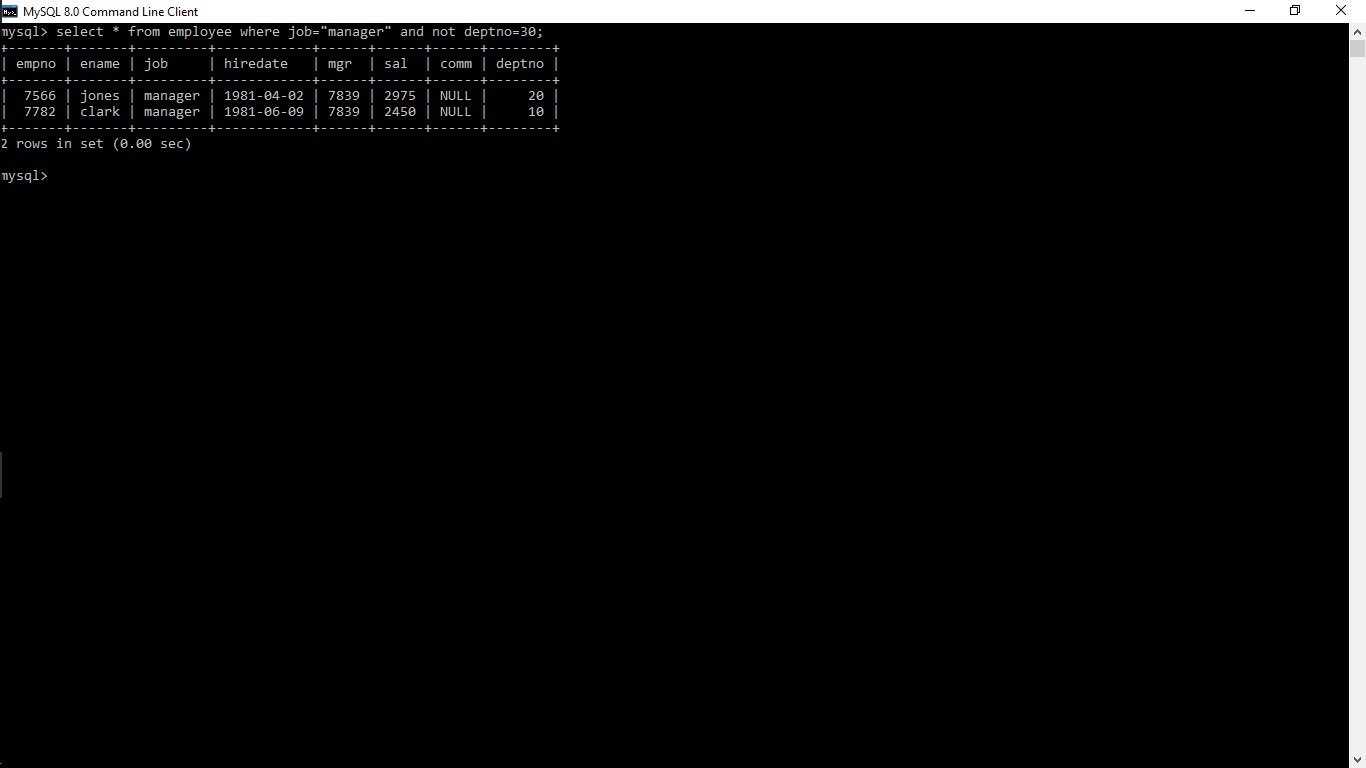 MySQL 8.0 Command Line Client
mysql> select * from employee where job="manager" and not deptno=30;
+-------+-------+---------+------------+------+------+------+--------+
| empno | ename | job     | hiredate   | mgr  | sal  | comm | deptno |
+-------+-------+---------+------------+------+------+------+--------+
|  7566 | jones | manager | 1981-04-02 | 7839 | 2975 | NULL |     20 |
|  7782 | clark | manager | 1981-06-09 | 7839 | 2450 | NULL |     10 |
+-------+-------+---------+------------+------+------+------+--------+
2 rows in set (0.00 sec)
mysql>